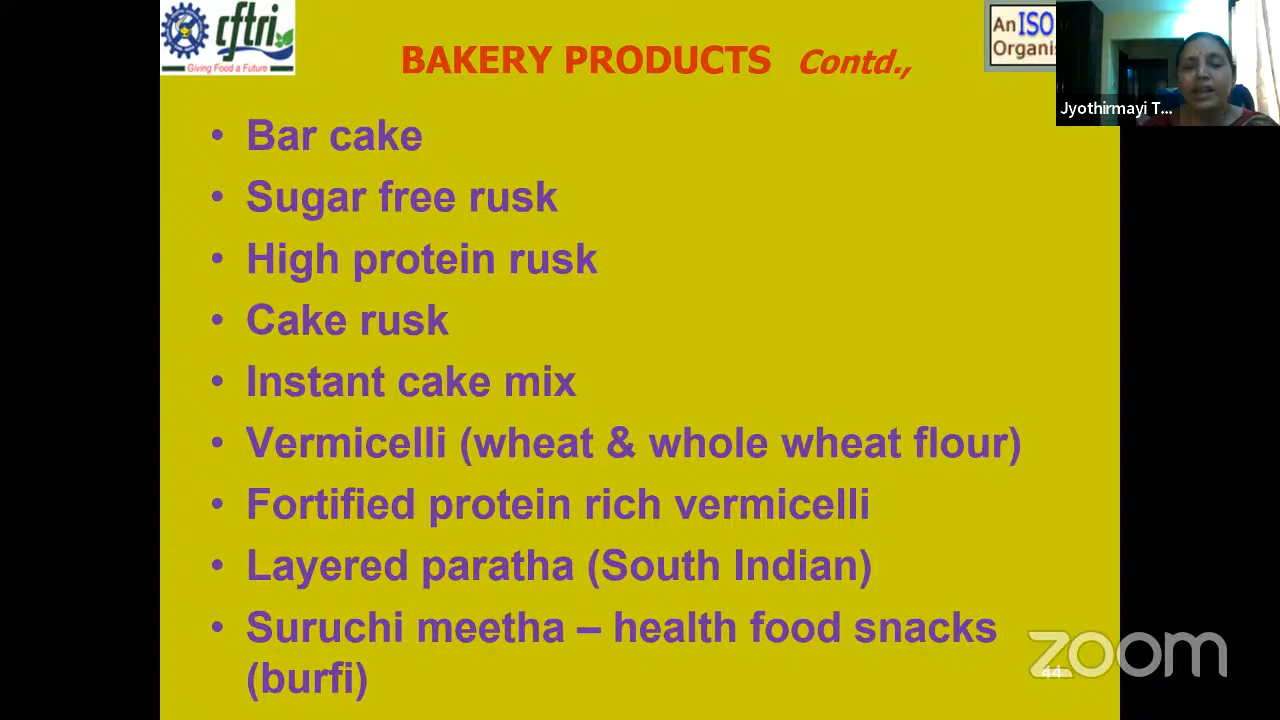 cftri
Giving Food a Future
BAKERY PRODUCTS Contd.,
An ISO
Organis
Jyothirmayi T...
• Bar cake
• Sugar free rusk
• High protein rusk
• Cake rusk
• Instant cake mix
• Vermicelli (wheat & whole wheat flour)
• Fortified protein rich vermicelli
• Layered paratha (South Indian)
• Suruchi meetha – health food snacks
(burfi)
zoom
44